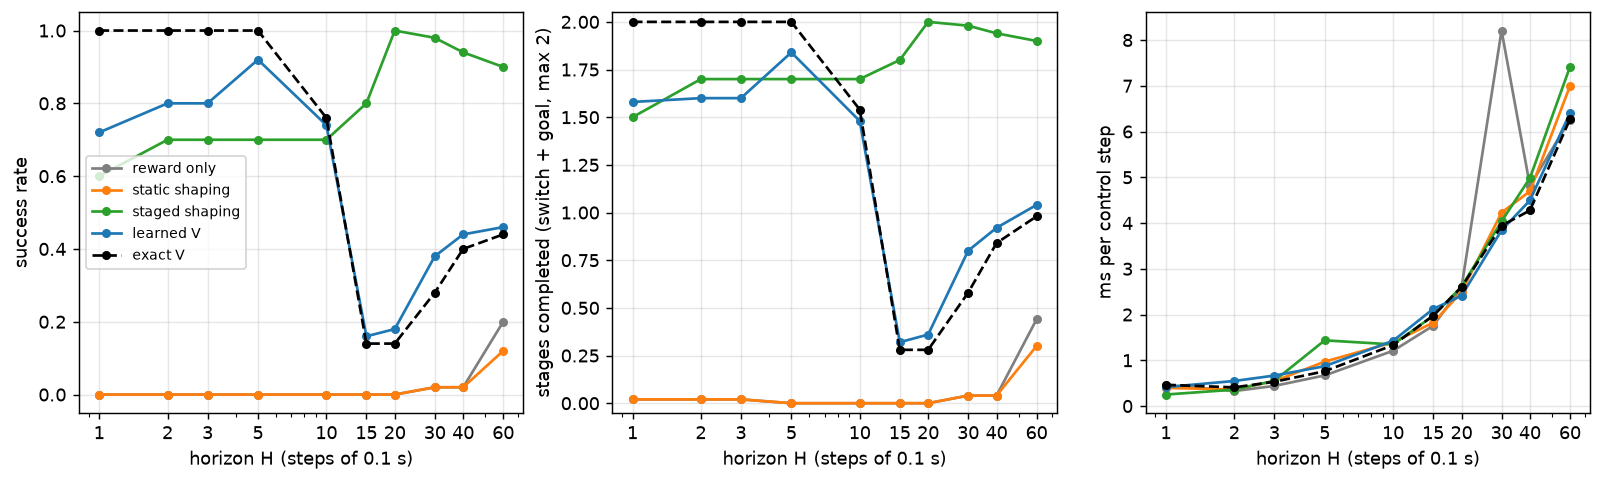 success rate
1.0
0.8
0.6
0.4
0.2
0.0
reward only
static shaping
staged shaping
learned V
exact V
1 2 3 5 10 15 20 30 40 60
horizon H (steps of 0.1 s)
stages completed (switch + goal, max 2)
2.00
1.75
1.50
1.25
1.00
0.75
0.50
0.25
0.00
1 2 3 5 10 15 20 30 40 60
horizon H (steps of 0.1 s)
ms per control step
8
7
6
5
4
3
2
1
0
1 2 3 5 10 15 20 30 40 60
horizon H (steps of 0.1 s)